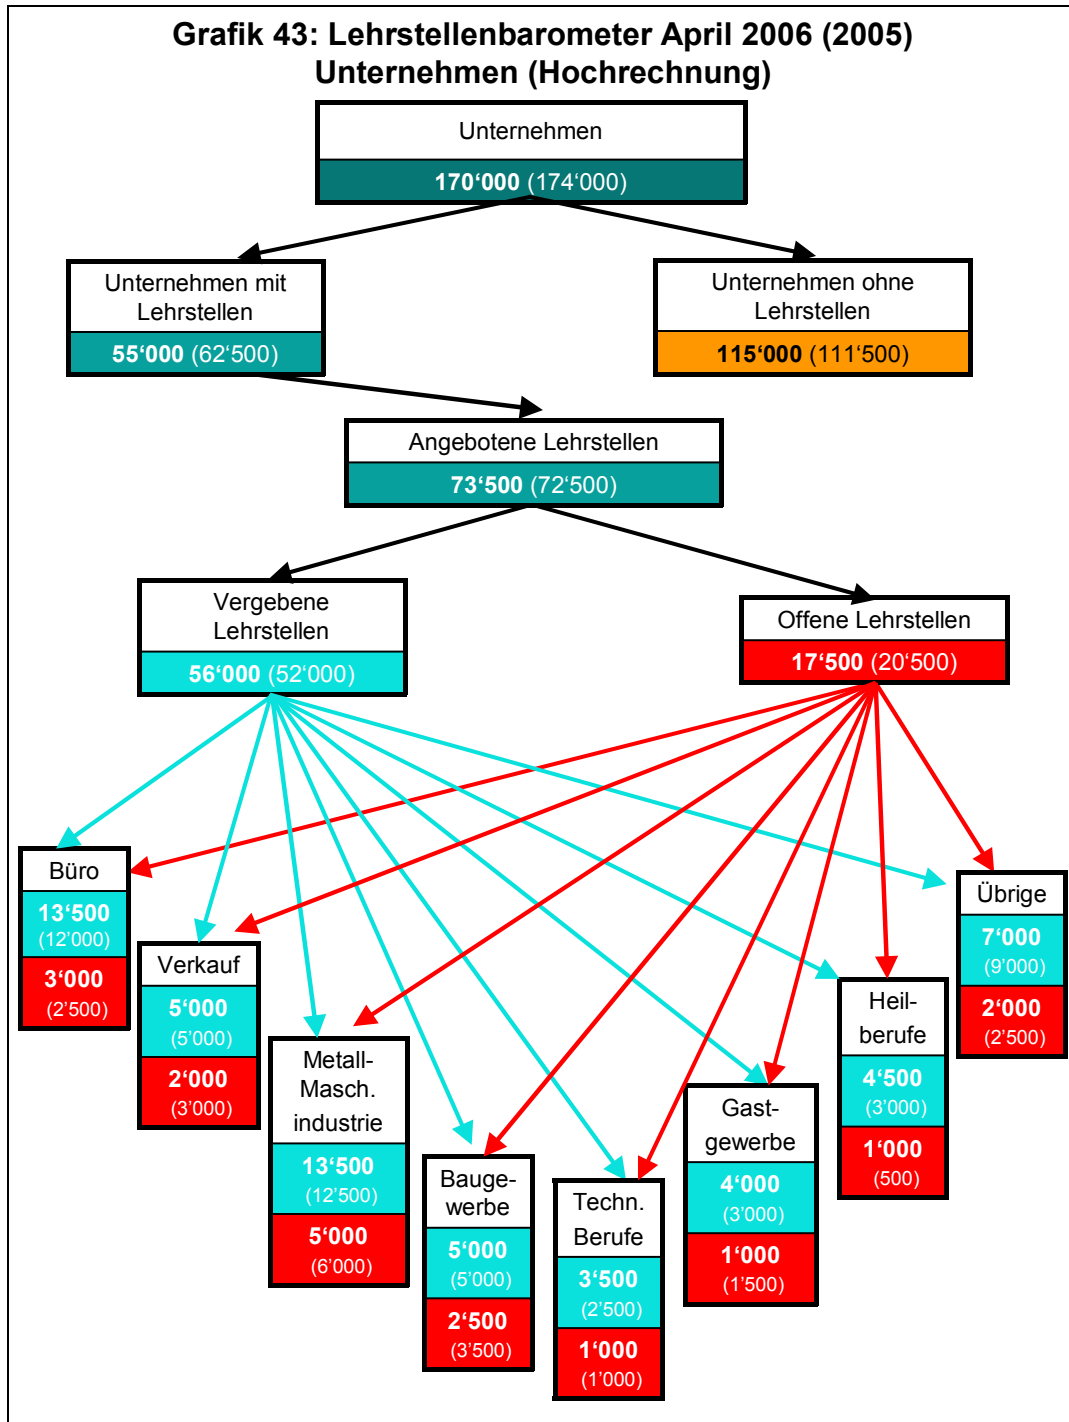 Grafik 43: Lehrstellenbarometer April 2006 (2005)
Unternehmen (Hochrechnung)
Unternehmen
170‘000 (174‘000)
Unternehmen mit
Lehrstellen
55‘000 (62‘500)
Unternehmen ohne
Lehrstellen
115‘000 (111‘500)
Angebotene Lehrstellen
73‘500 (72‘500)
Vergebene
Lehrstellen
56‘000 (52‘000)
Offene Lehrstellen
17‘500 (20‘500)
Büro
13‘500
(12’000)
3‘000
(2’500)
Verkauf
5‘000
(5’000)
2‘000
(3’000)
Metall-
Masch.
industrie
13‘500
(12’500)
5‘000
(6’000)
Bauge-
werbe
5‘000
(5’000)
2‘500
(3’500)
Techn.
Berufe
3‘500
(2’500)
1‘000
(1’000)
Gast-
gewerbe
4‘000
(3’000)
1‘000
(1’500)
Heil-
berufe
4‘500
(3’000)
1‘000
(500)
Übrige
7‘000
(9’000)
2‘000
(2’500)